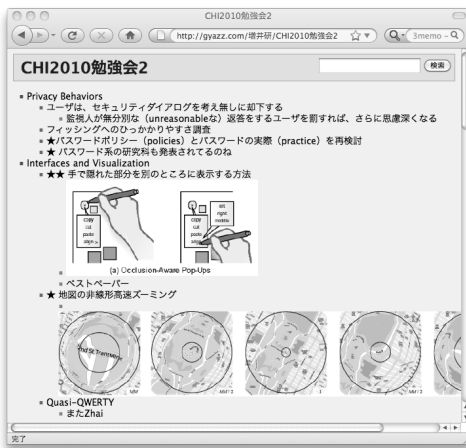 CHI2010勉強会2
http://gyazz.com/増井研/CHI2010勉強会2
3memo
CHI2010勉強会2
検索
Privacy Behaviors
ユーザは、セキュリティダイアログを考え無しに却下する
監視人が無分別な（unreasonableな）返答をするユーザを罰すれば、さらに思慮深くなる
フィッシングへのひっかかりやすさ調査
★パスワードポリシー（policies）とパスワードの実際（practice）を再検討
★ パスワード系の研究科も発表されてるのね
Interfaces and Visualization
★★ 手で隠れた部分を別のところに表示する方法
copy
cut
paste
align >
copy
cut
paste
align >
left
right
middle
(a) Occlusion-Aware Pop-Ups
ベストペーパー
★ 地図の非線形高速ズーミング
2nd St Transitway
Quasi-QWERTY
またZhai
完了